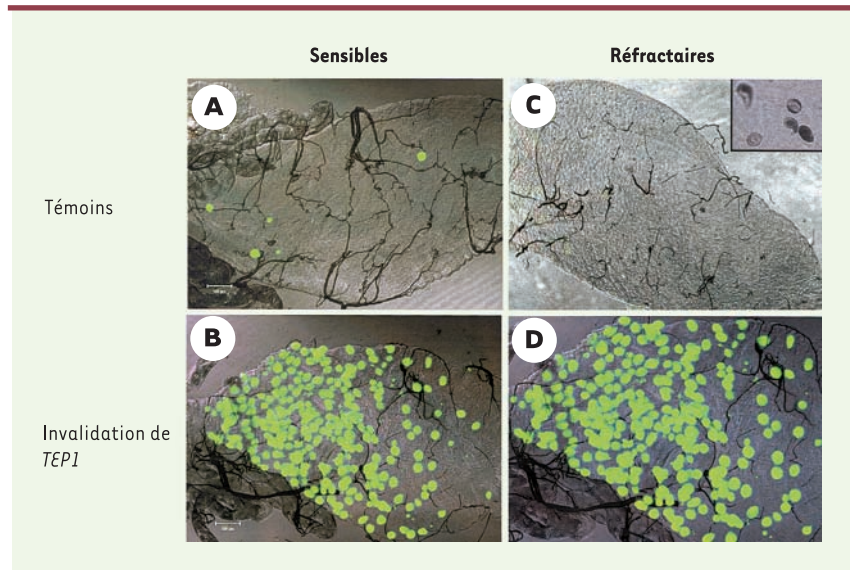 Sensibles
Réfractaires
A
C
Témoins
B
D
Invalidation de
TEP1